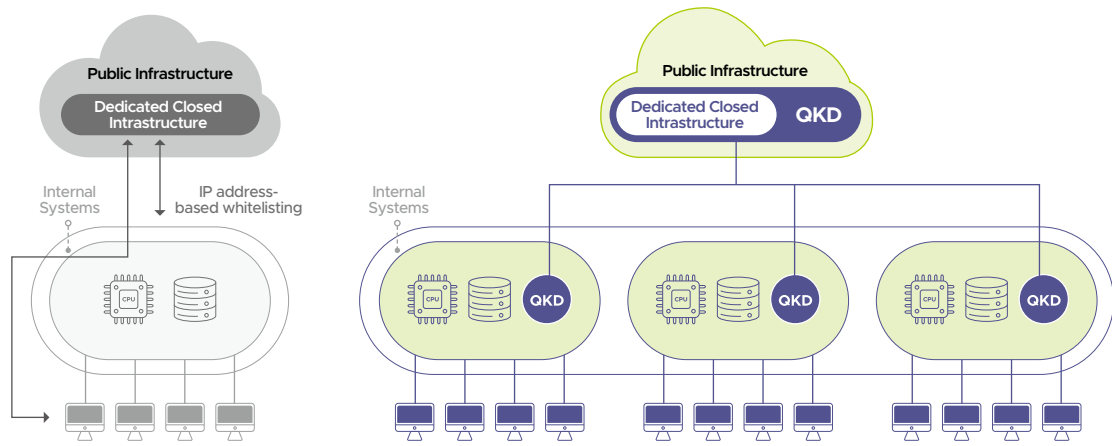 Public Infrastructure
Dedicated Closed
Intrastructure
Internal
Systems
IP address-
based whitelisting
CPU
Public Infrastructure
Dedicated Closed
Intrastructure
QKD
Internal
Systems
CPU
QKD
CPU
QKD
CPU
QKD